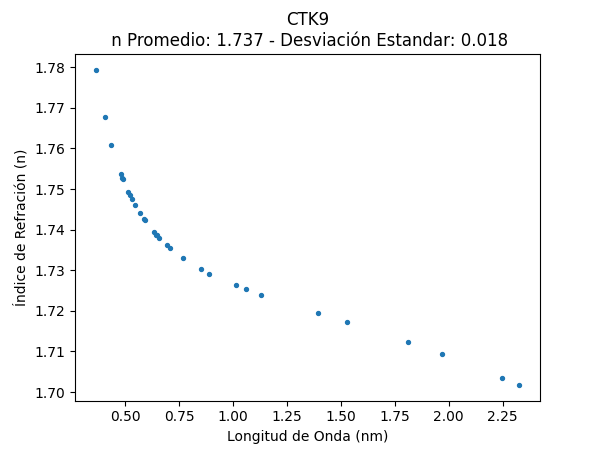 CTK9
n Promedio: 1.737 - Desviación Estandar: 0.018
1.78
1.77
1.76
1.75
1.74
1.73
1.72
1.71
1.70
Índice de Refración (n)
0.50 0.75 1.00 1.25 1.50 1.75 2.00 2.25
Longitud de Onda (nm)